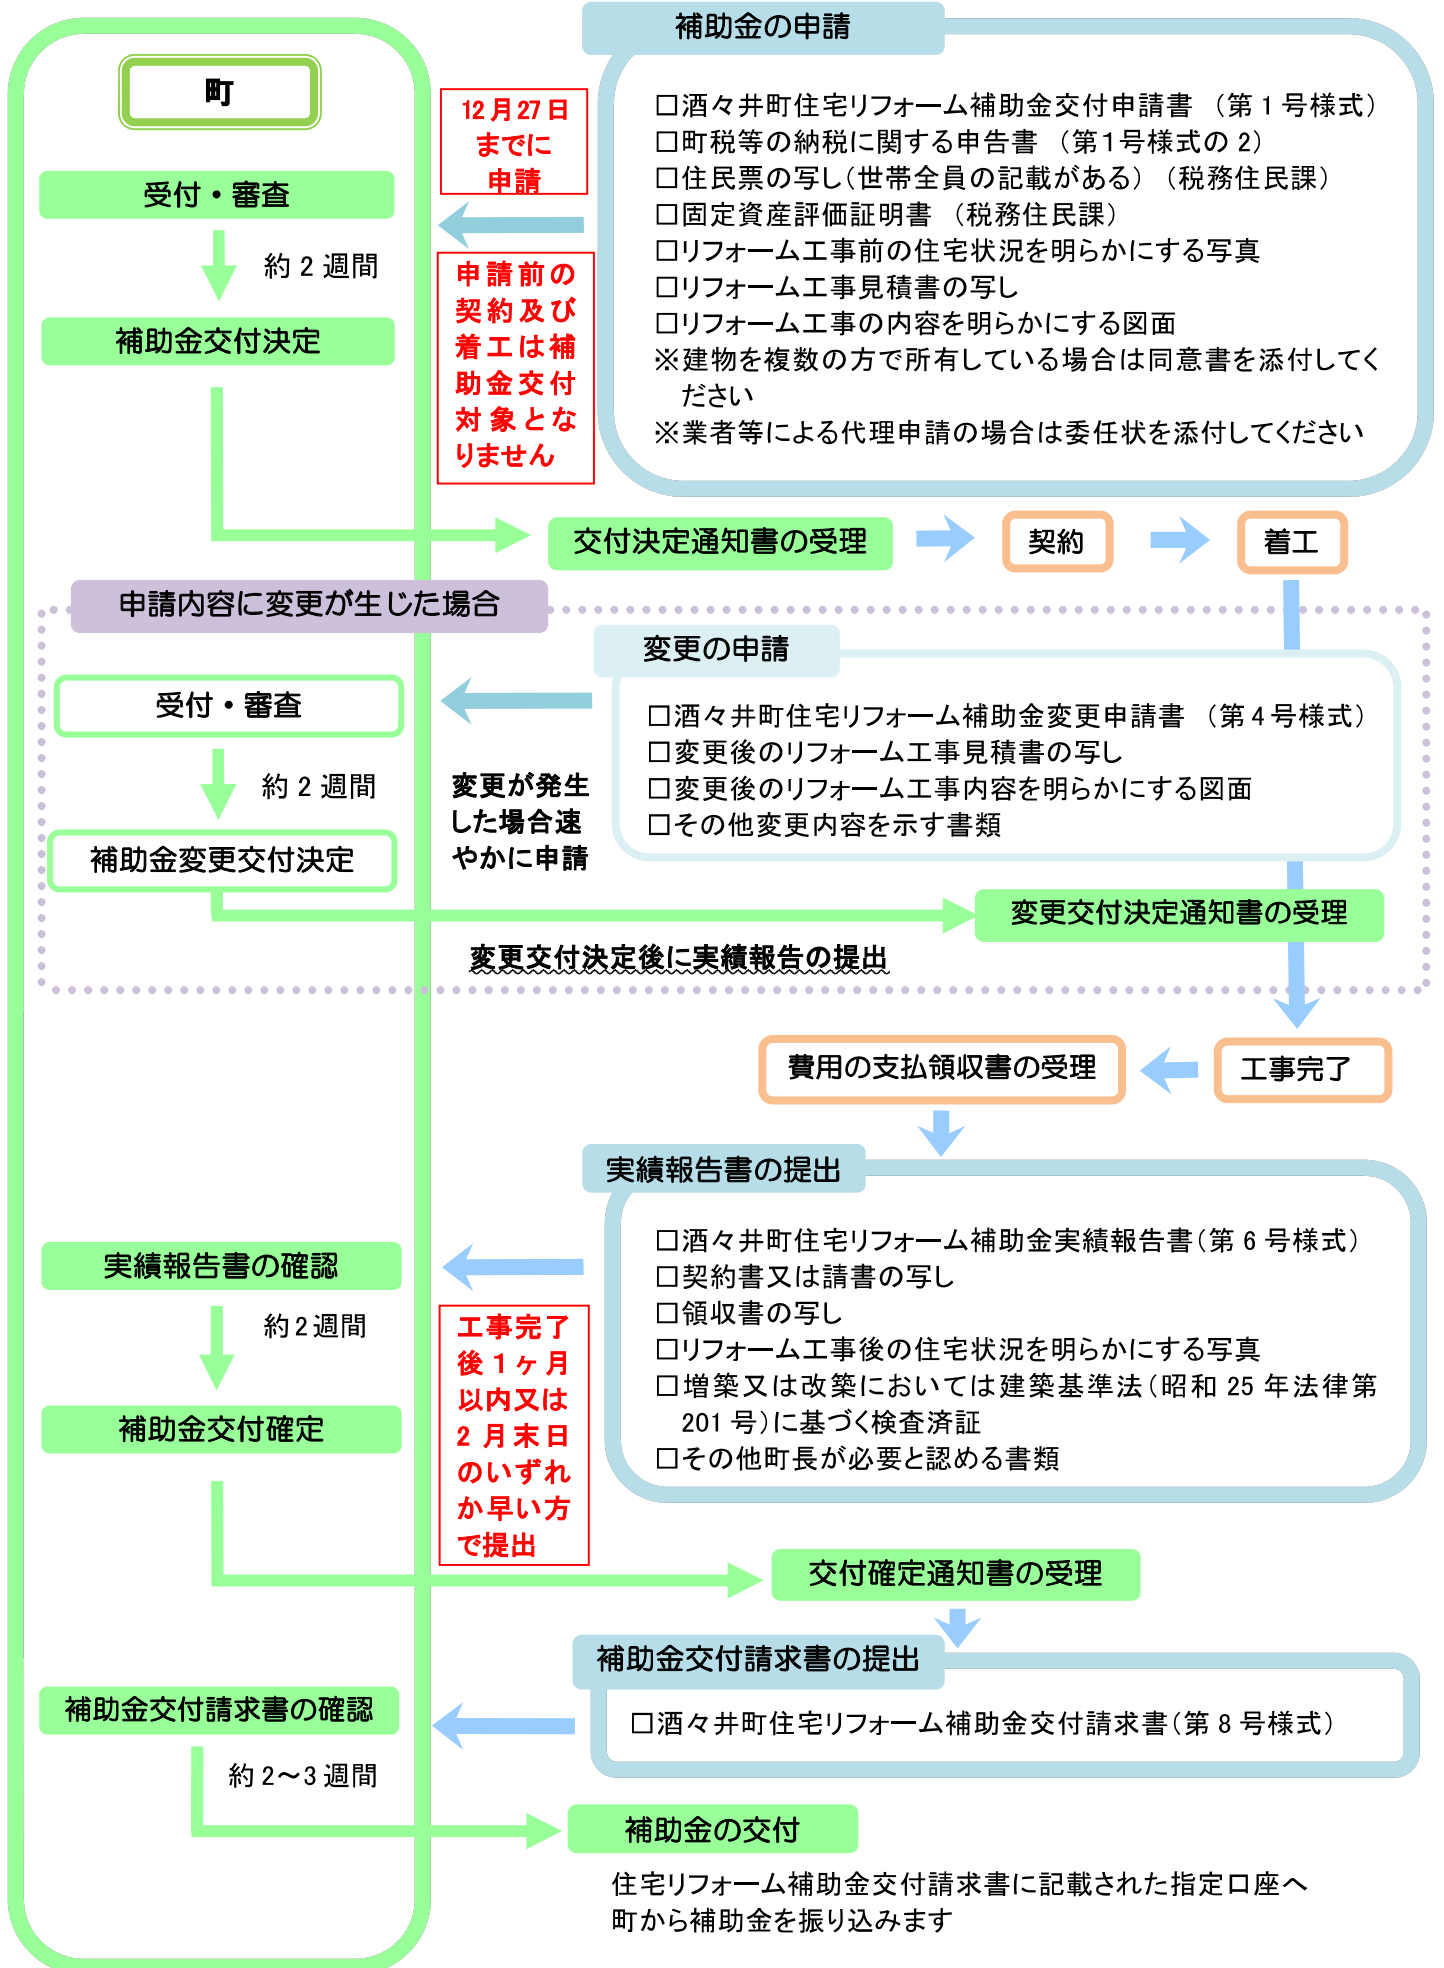 補助金の申請
町
□酒々井町住宅リフォーム補助金交付申請書 （第１号様式）
□町税等の納税に関する申告書 （第１号様式の２）
□住民票の写し（世帯全員の記載がある）（税務住民課）
□固定資産評価証明書 （税務住民課）
□リフォーム工事前の住宅状況を明らかにする写真
□リフォーム工事見積書の写し
□リフォーム工事の内容を明らかにする図面
※建物を複数の方で所有している場合は同意書を添付してく
ださい
※業者等による代理申請の場合は委任状を添付してください
12月27日
までに
申請
受付・審査
約２週間
申請前の
契約及び
着工は補
助金交付
対象とな
りません
補助金交付決定
交付決定通知書の受理
契約
着工
申請内容に変更が生じた場合
変更の申請
□酒々井町住宅リフォーム補助金変更申請書 （第４号様式）
□変更後のリフォーム工事見積書の写し
□変更後のリフォーム工事内容を明らかにする図面
□その他変更内容を示す書類
受付・審査
約２週間
変更が発生
した場合速
やかに申請
補助金変更交付決定
変更交付決定通知書の受理
変更交付決定後に実績報告の提出
工事完了
費用の支払領収書の受理
実績報告書の提出
□酒々井町住宅リフォーム補助金実績報告書（第６号様式）
□契約書又は請書の写し
□領収書の写し
□リフォーム工事後の住宅状況を明らかにする写真
□増築又は改築においては建築基準法（昭和25年法律第
201号）に基づく検査済証
□その他町長が必要と認める書類
実績報告書の確認
約２週間
工事完了
後１ヶ月
以内又は
２月末日
のいずれ
か早い方
で提出
補助金交付確定
交付確定通知書の受理
補助金交付請求書の提出
□酒々井町住宅リフォーム補助金交付請求書（第８号様式）
補助金交付請求書の確認
約２～３週間
補助金の交付
住宅リフォーム補助金交付請求書に記載された指定口座へ
町から補助金を振り込みます